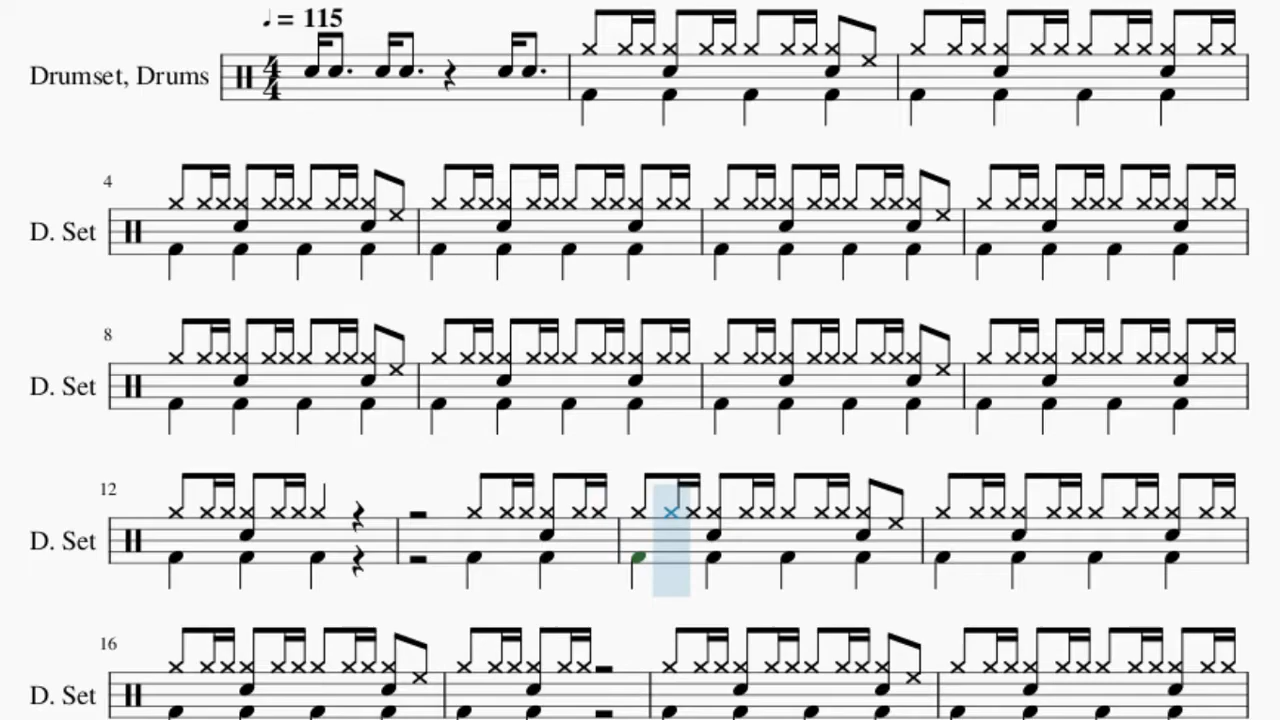 ♩ = 115
Drumset, Drums 4/4
4
D. Set
8
D. Set
12
D. Set
16
D. Set